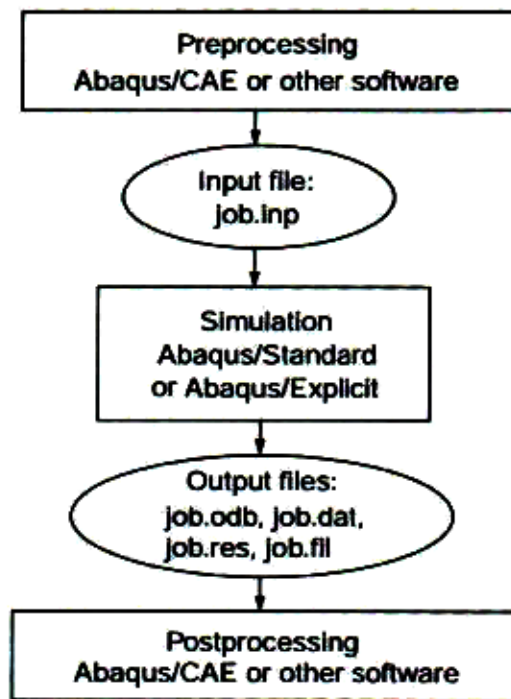 Preprocessing
Abaqus/CAE or other software
Input file:
job.inp
Simulation
Abaqus/Standard
or Abaqus/Explicit
Output files:
job.odb, job.dat,
job.res, job.fil
Postprocessing
Abaqus/CAE or other software